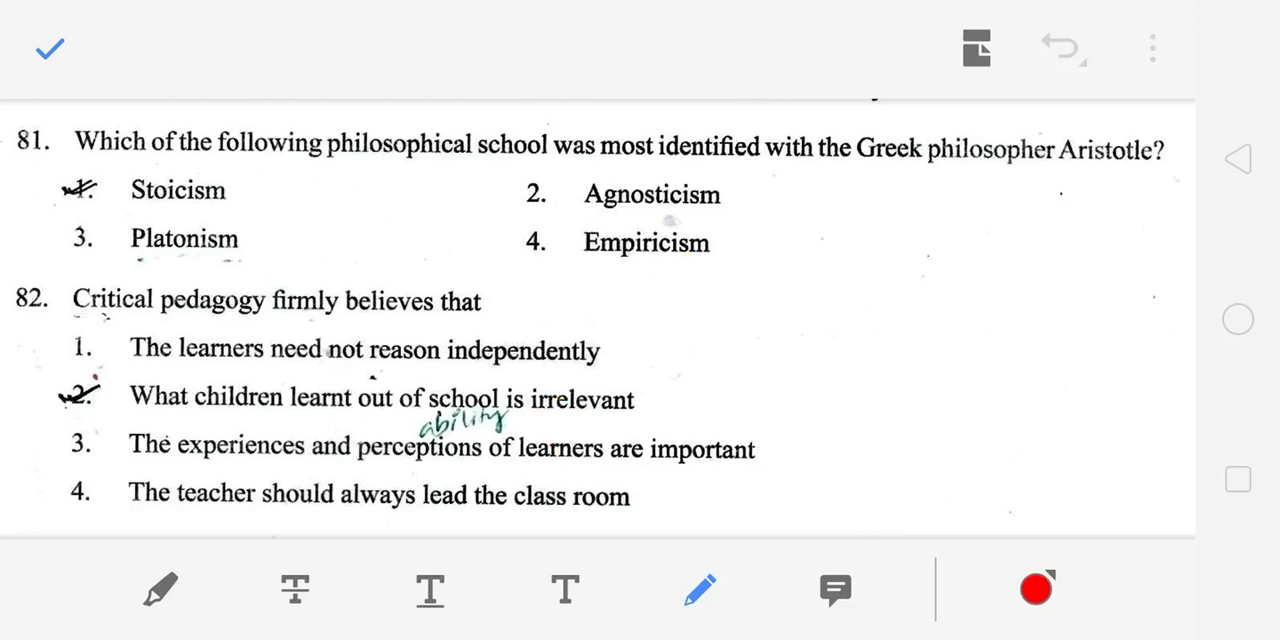 81. Which of the following philosophical school was most identified with the Greek philosopher Aristotle?
1. Stoicism 2. Agnosticism
3. Platonism 4. Empiricism
82. Critical pedagogy firmly believes that
1. The learners need not reason independently
2. What children learnt out of school is irrelevant
ability
3. The experiences and perceptions of learners are important
4. The teacher should always lead the class room